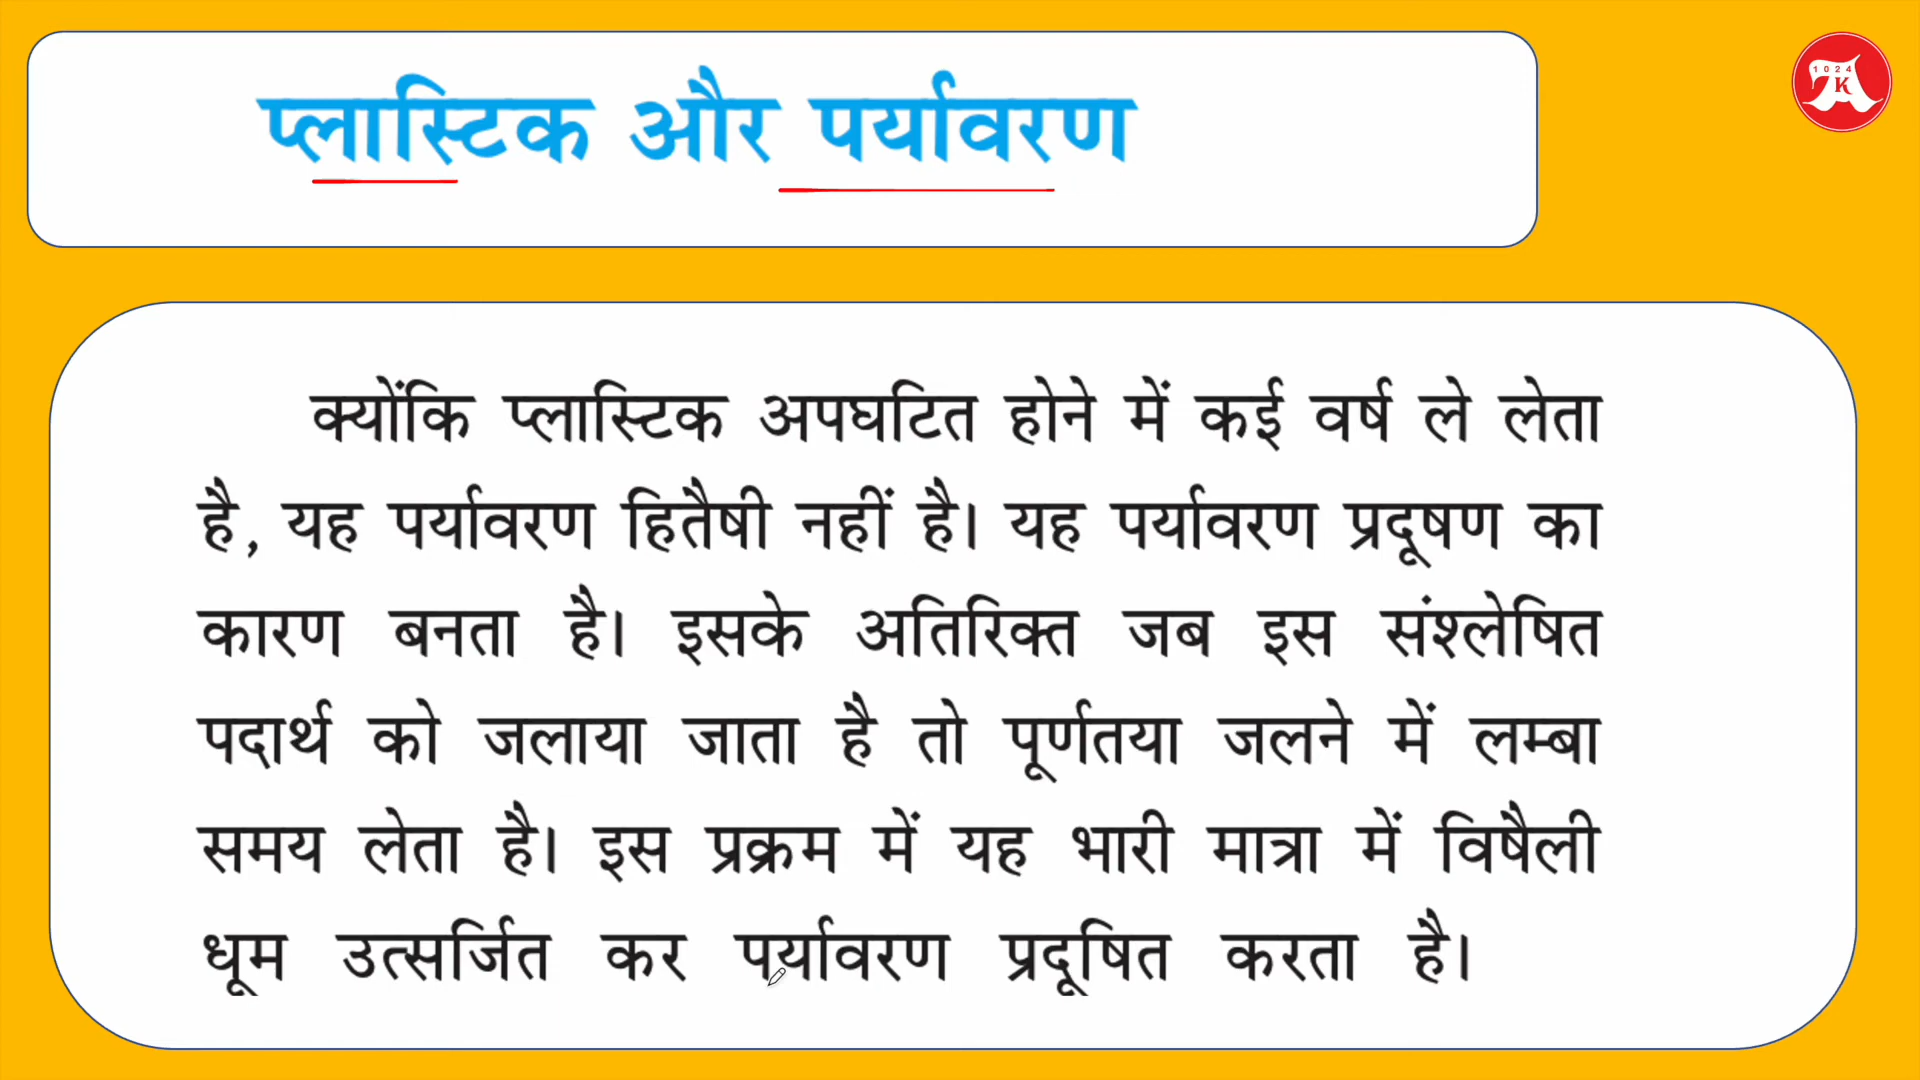 प्लास्टिक और पर्यावरण
1024
K
क्योंकि प्लास्टिक अपघटित होने में कई वर्ष ले लेता
है, यह पर्यावरण हितैषी नहीं है। यह पर्यावरण प्रदूषण का
कारण बनता है। इसके अतिरिक्त जब इस संश्लेषित
पदार्थ को जलाया जाता है तो पूर्णतया जलने में लम्बा
समय लेता है। इस प्रक्रम में यह भारी मात्रा में विषैली
धूम उत्सर्जित कर पर्यावरण प्रदूषित करता है।